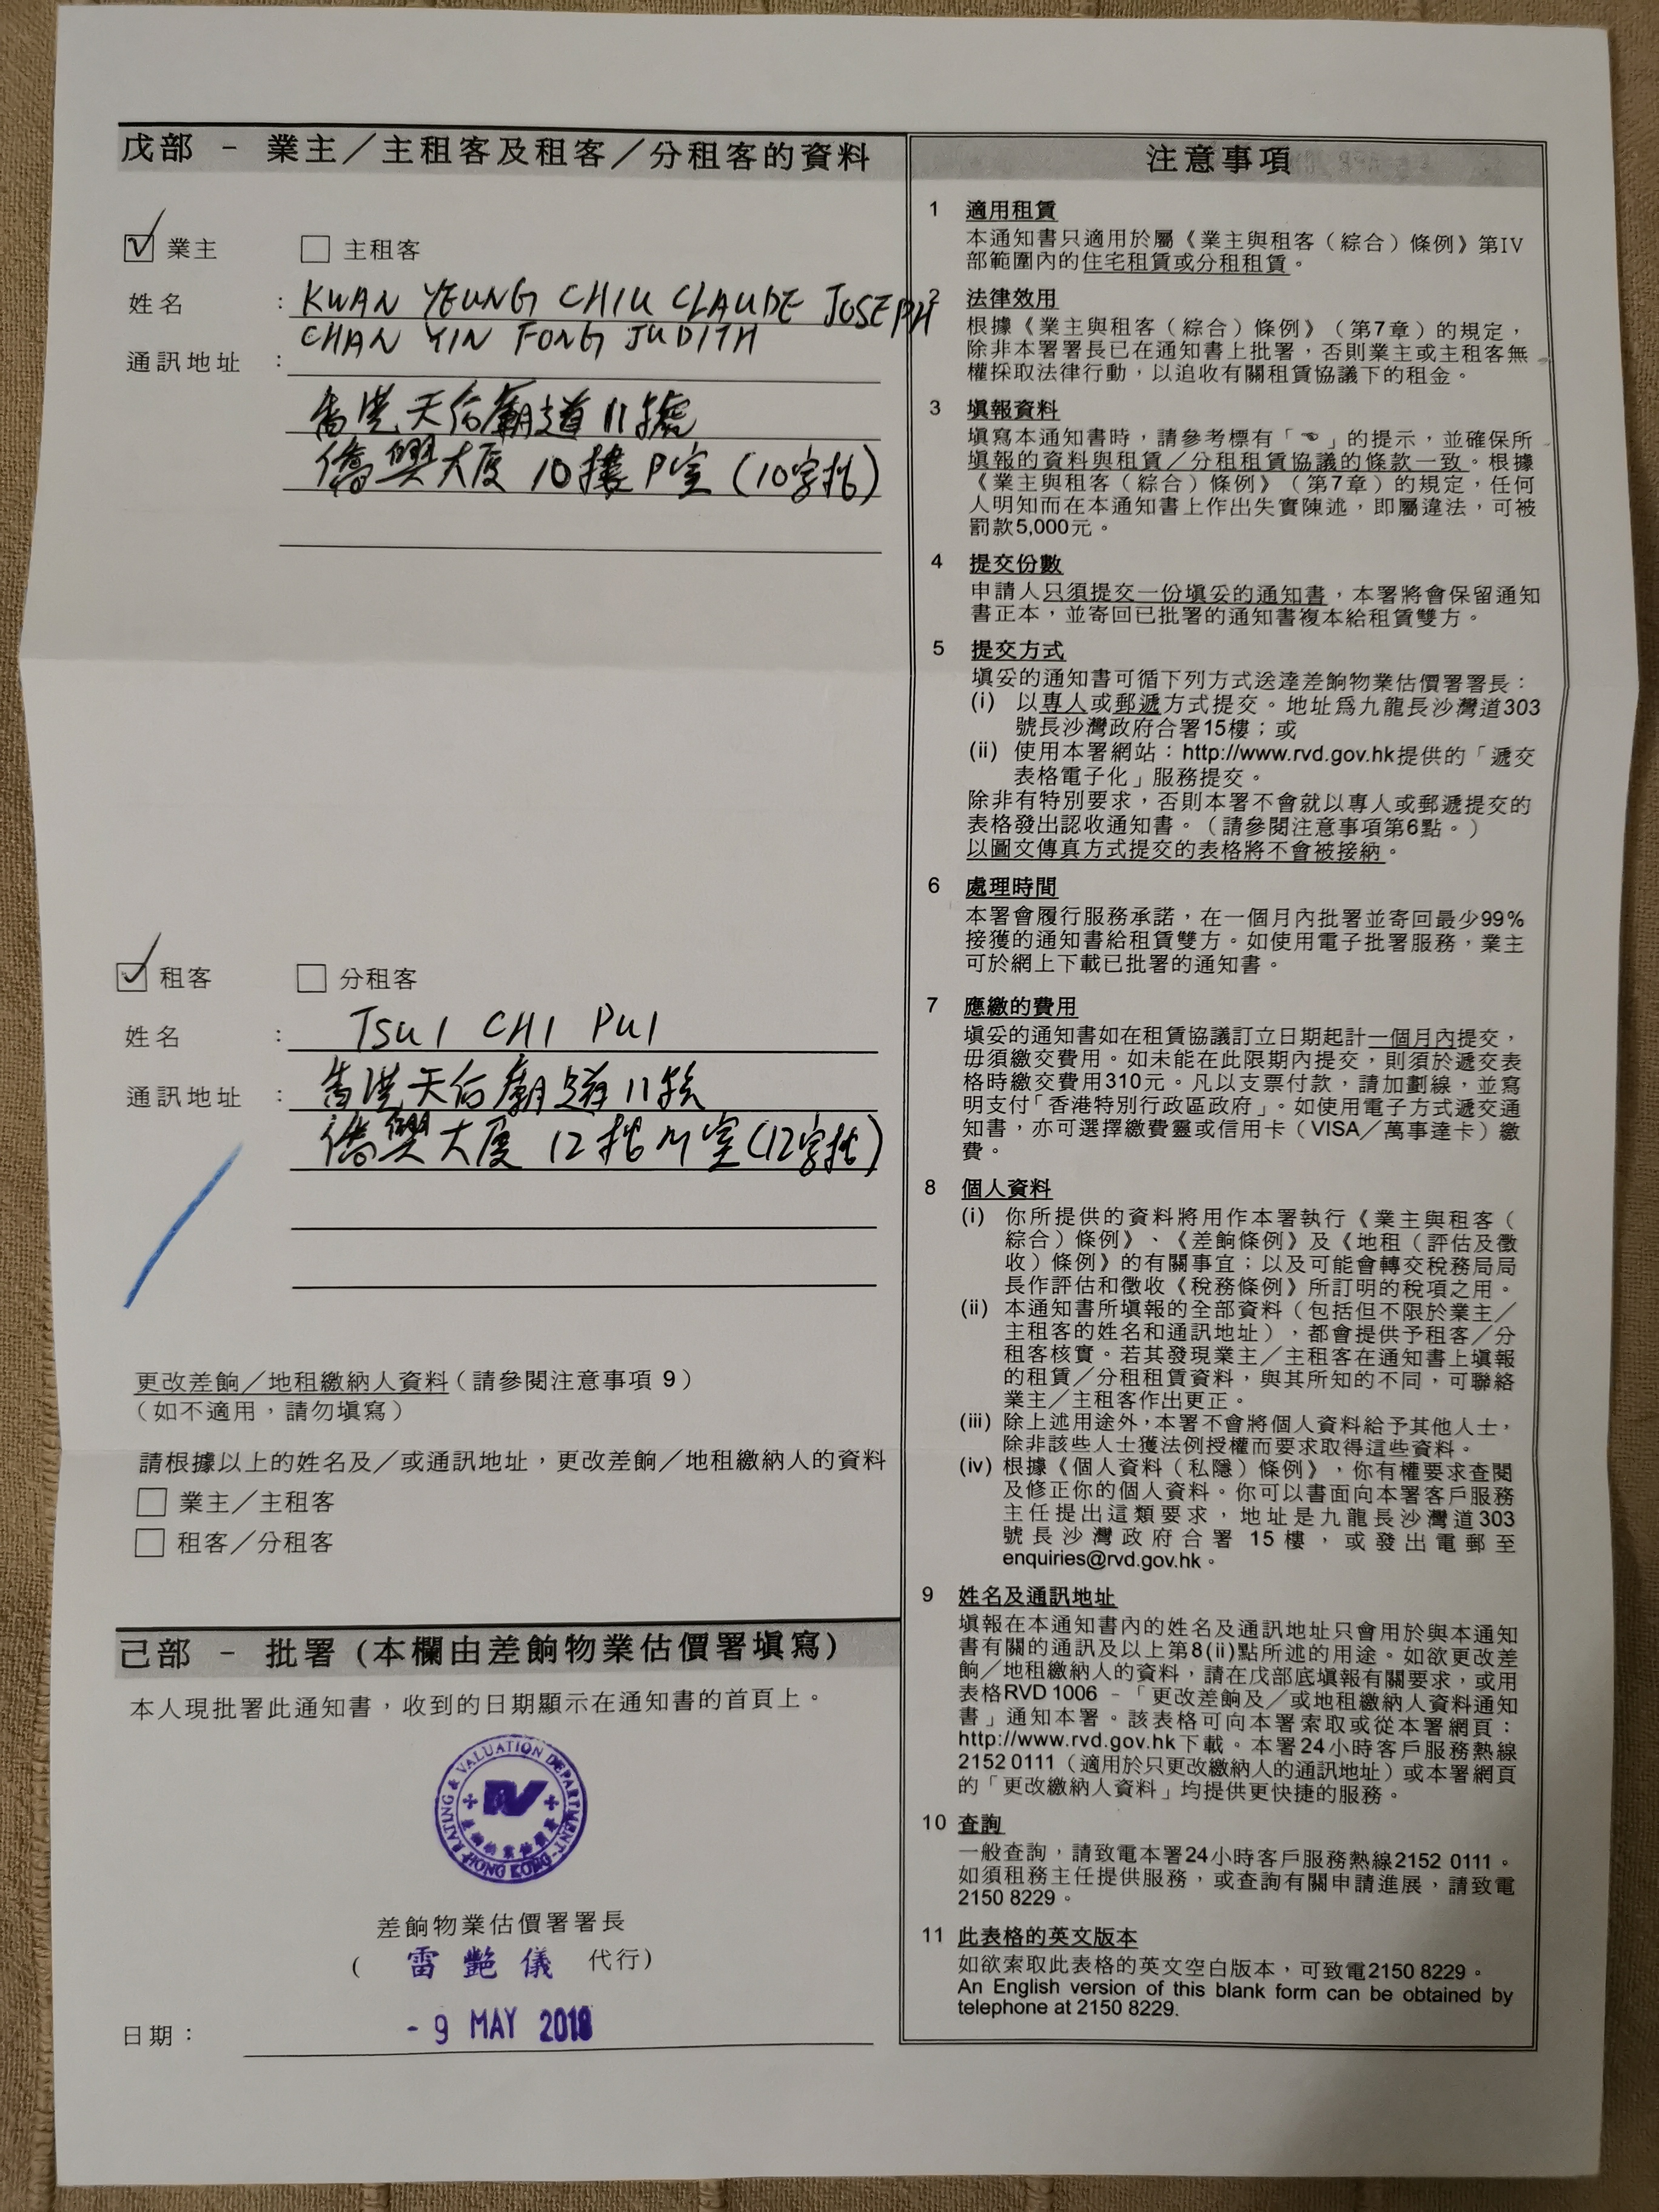 戊部 - 業主／主租客及租客／分租客的資料
☑ 業主 ☐ 主租客
姓名 : KWAN YEUNG CHIU CLAUDE JOSEPH
CHAN YIN FONG JUDITH
通訊地址 :
香港天后廟道11號
僑興大厦 10樓P室 (10字樓)
☑ 租客 ☐ 分租客
姓名 : TSUI CHI PUI
通訊地址 : 香港天后廟道11號
僑興大厦 12樓M室(12字樓)
更改差餉／地租繳納人資料（請參閱注意事項 9）
（如不適用，請勿填寫）
請根據以上的姓名及／或通訊地址，更改差餉／地租繳納人的資料
☐ 業主／主租客
☐ 租客／分租客
己部 - 批署 (本欄由差餉物業估價署填寫)
本人現批署此通知書，收到的日期顯示在通知書的首頁上。
RATING & VALUATION DEPARTMENT
差餉物業估價署
HONG KONG
差餉物業估價署署長
( 雷艷儀 代行)
日期： - 9 MAY 2018
注意事項
1 適用租賃
本通知書只適用於屬《業主與租客（綜合）條例》第IV
部範圍內的住宅租賃或分租租賃。
2 法律效用
根據《業主與租客（綜合）條例》（第7章）的規定，
除非本署署長已在通知書上批署，否則業主或主租客無
權採取法律行動，以追收有關租賃協議下的租金。
3 填報資料
填寫本通知書時，請參考標有「☜」的提示，並確保所
填報的資料與租賃／分租租賃協議的條款一致。根據
《業主與租客（綜合）條例》（第7章）的規定，任何
人明知而在本通知書上作出失實陳述，即屬違法，可被
罰款5,000元。
4 提交份數
申請人只須提交一份填妥的通知書，本署將會保留通知
書正本，並寄回已批署的通知書複本給租賃雙方。
5 提交方式
填妥的通知書可循下列方式送達差餉物業估價署署長：
(i) 以專人或郵遞方式提交。地址爲九龍長沙灣道303
號長沙灣政府合署15樓；或
(ii) 使用本署網站：http://www.rvd.gov.hk提供的「遞交
表格電子化」服務提交。
除非有特別要求，否則本署不會就以專人或郵遞提交的
表格發出認收通知書。（請參閱注意事項第6點。）
以圖文傳真方式提交的表格將不會被接納。
6 處理時間
本署會履行服務承諾，在一個月內批署並寄回最少99%
接獲的通知書給租賃雙方。如使用電子批署服務，業主
可於網上下載已批署的通知書。
7 應繳的費用
填妥的通知書如在租賃協議訂立日期起計一個月內提交，
毋須繳交費用。如未能在此限期內提交，則須於遞交表
格時繳交費用310元。凡以支票付款，請加劃線，並寫
明支付「香港特別行政區政府」。如使用電子方式遞交通
知書，亦可選擇繳費靈或信用卡（VISA／萬事達卡）繳
費。
8 個人資料
(i) 你所提供的資料將用作本署執行《業主與租客（
綜合）條例》、《差餉條例》及《地租（評估及徵
收）條例》的有關事宜；以及可能會轉交稅務局局
長作評估和徵收《稅務條例》所訂明的稅項之用。
(ii) 本通知書所填報的全部資料（包括但不限於業主／
主租客的姓名和通訊地址），都會提供予租客／分
租客核實。若其發現業主／主租客在通知書上填報
的租賃／分租租賃資料，與其所知的不同，可聯絡
業主／主租客作出更正。
(iii) 除上述用途外，本署不會將個人資料給予其他人士，
除非該些人士獲法例授權而要求取得這些資料。
(iv) 根據《個人資料（私隱）條例》，你有權要求查閱
及修正你的個人資料。你可以書面向本署客戶服務
主任提出這類要求，地址是九龍長沙灣道303
號長沙灣政府合署 15 樓，或發出電郵至
enquiries@rvd.gov.hk。
9 姓名及通訊地址
填報在本通知書內的姓名及通訊地址只會用於與本通知
書有關的通訊及以上第8(ii)點所述的用途。如欲更改差
餉／地租繳納人的資料，請在戊部底填報有關要求，或用
表格RVD 1006 - 「更改差餉及／或地租繳納人資料通知
書」通知本署。該表格可向本署索取或從本署網頁：
http://www.rvd.gov.hk下載。本署24小時客戶服務熱線
2152 0111（適用於只更改繳納人的通訊地址）或本署網頁
的「更改繳納人資料」均提供更快捷的服務。
10 查詢
一般查詢，請致電本署24小時客戶服務熱線2152 0111。
如須租務主任提供服務，或查詢有關申請進展，請致電
2150 8229。
11 此表格的英文版本
如欲索取此表格的英文空白版本，可致電2150 8229。
An English version of this blank form can be obtained by
telephone at 2150 8229.